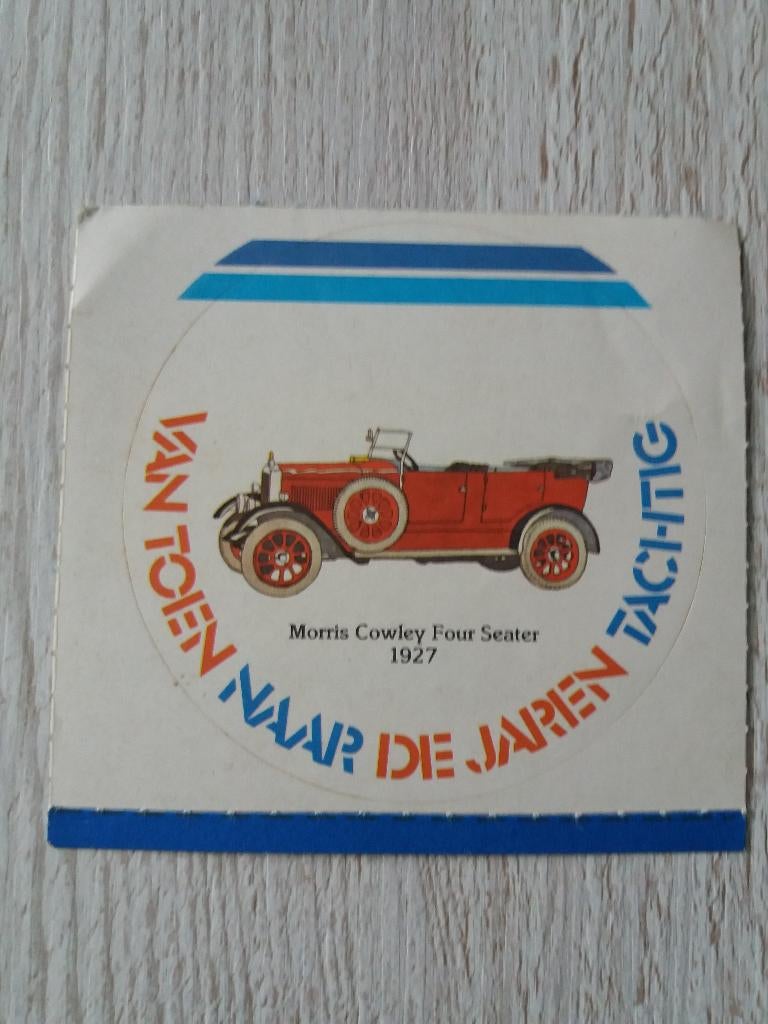 Morris Cowley Four Seater
1927
VAN TOEN NAAR DE JAREN TACHTIG